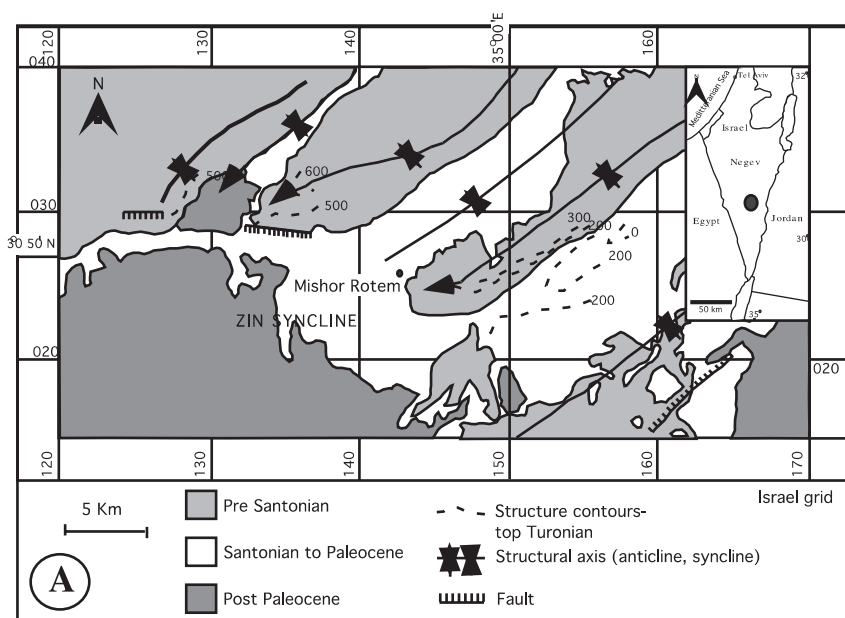 120
130
140
35 00'E
160
040
040
N
500
600
500
030
030
30 50 N
300
200
0
200
200
Mishor Rotem
ZIN SYNCLINE
020
020
120
130
140
150
160
170
N
Tel Aviv
32°
Medittyranean Sea
Israel
Negev
Egypt
Jordan
30°
50 km
35°
Israel grid
5 Km
A
Pre Santonian
Santonian to Paleocene
Post Paleocene
Structure contours-
top Turonian
Structural axis (anticline, syncline)
Fault